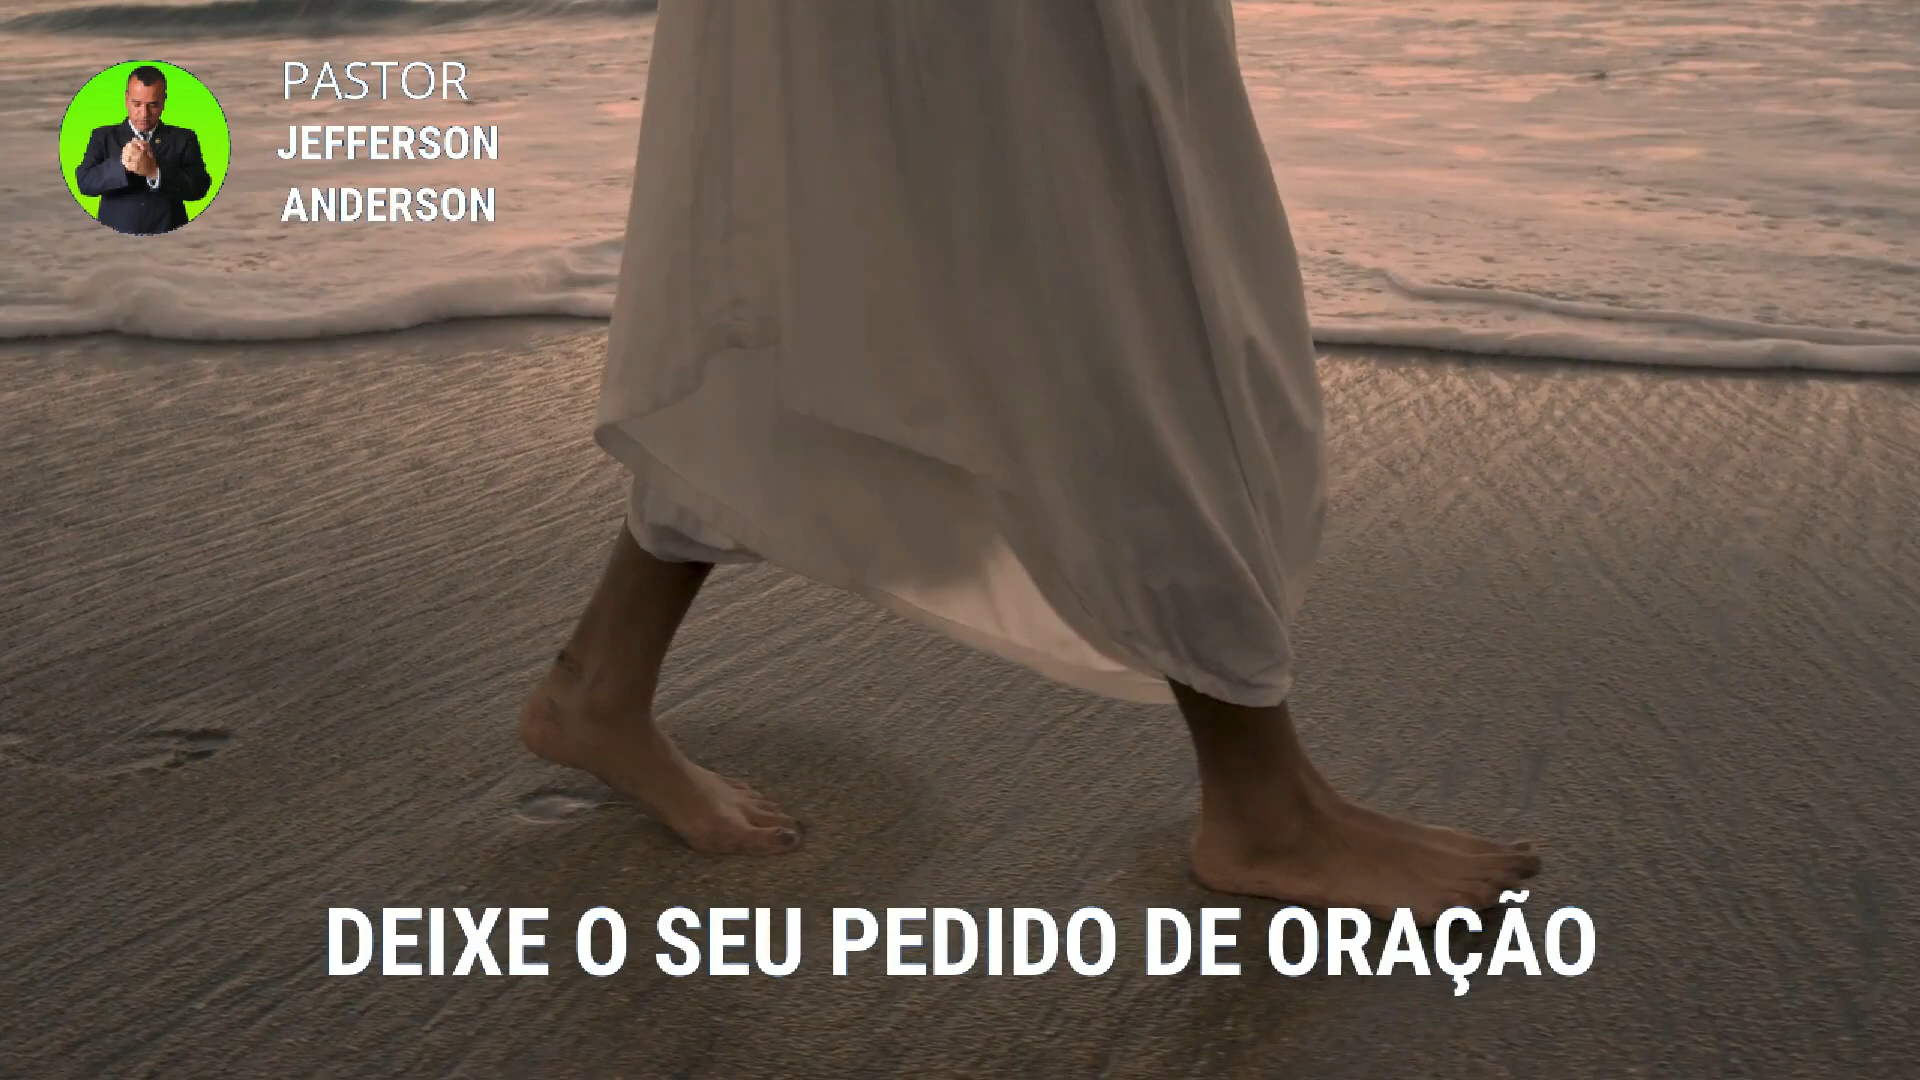 PASTOR
JEFFERSON
ANDERSON
DEIXE O SEU PEDIDO DE ORAÇÃO